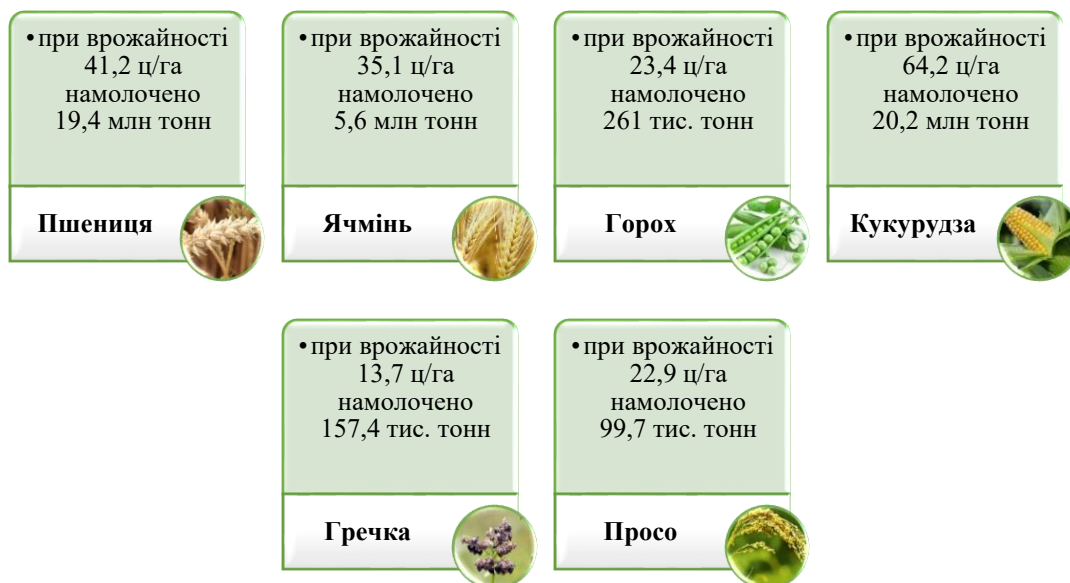 •при врожайності
41,2 ц/га
намолочено
19,4 млн тонн
Пшениця
•при врожайності
35,1 ц/га
намолочено
5,6 млн тонн
Ячмінь
•при врожайності
23,4 ц/га
намолочено
261 тис. тонн
Горох
•при врожайності
64,2 ц/га
намолочено
20,2 млн тонн
Кукурудза
•при врожайності
13,7 ц/га
намолочено
157,4 тис. тонн
Гречка
•при врожайності
22,9 ц/га
намолочено
99,7 тис. тонн
Просо